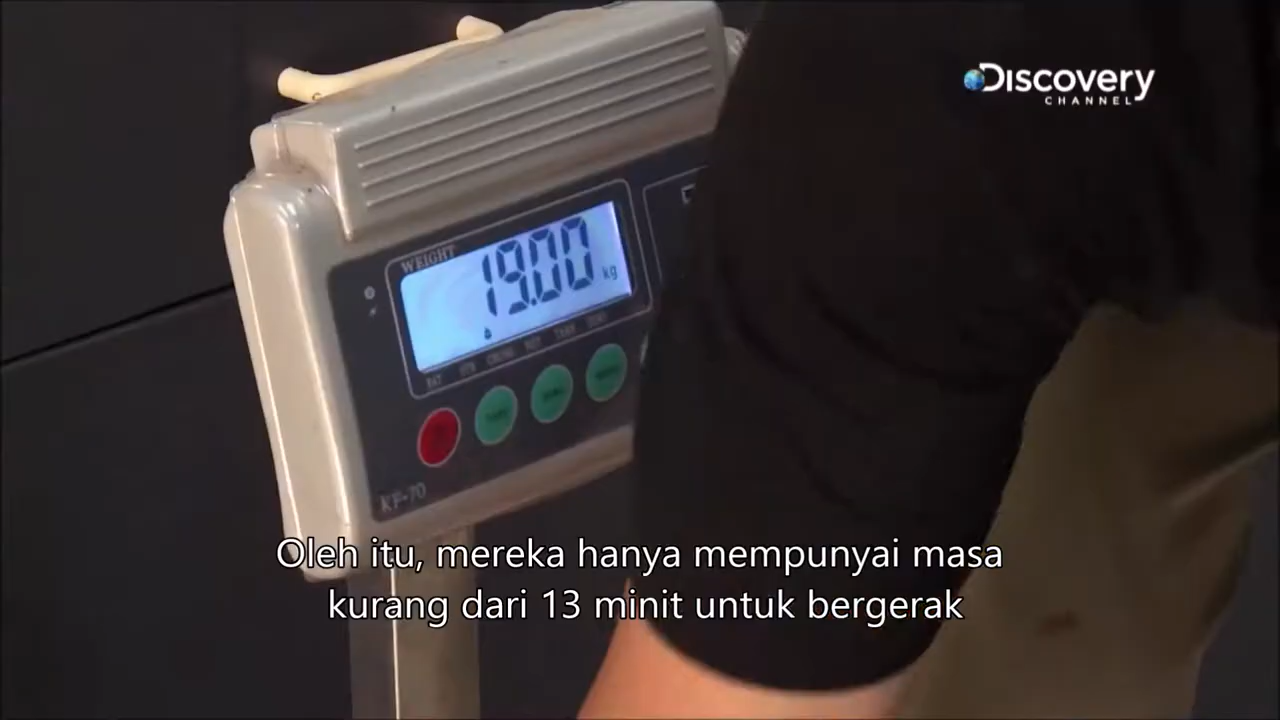 Discovery
CHANNEL
WEIGHT
19.00 kg
KF-70
Oleh itu, mereka hanya mempunyai masa
kurang dari 13 minit untuk bergerak